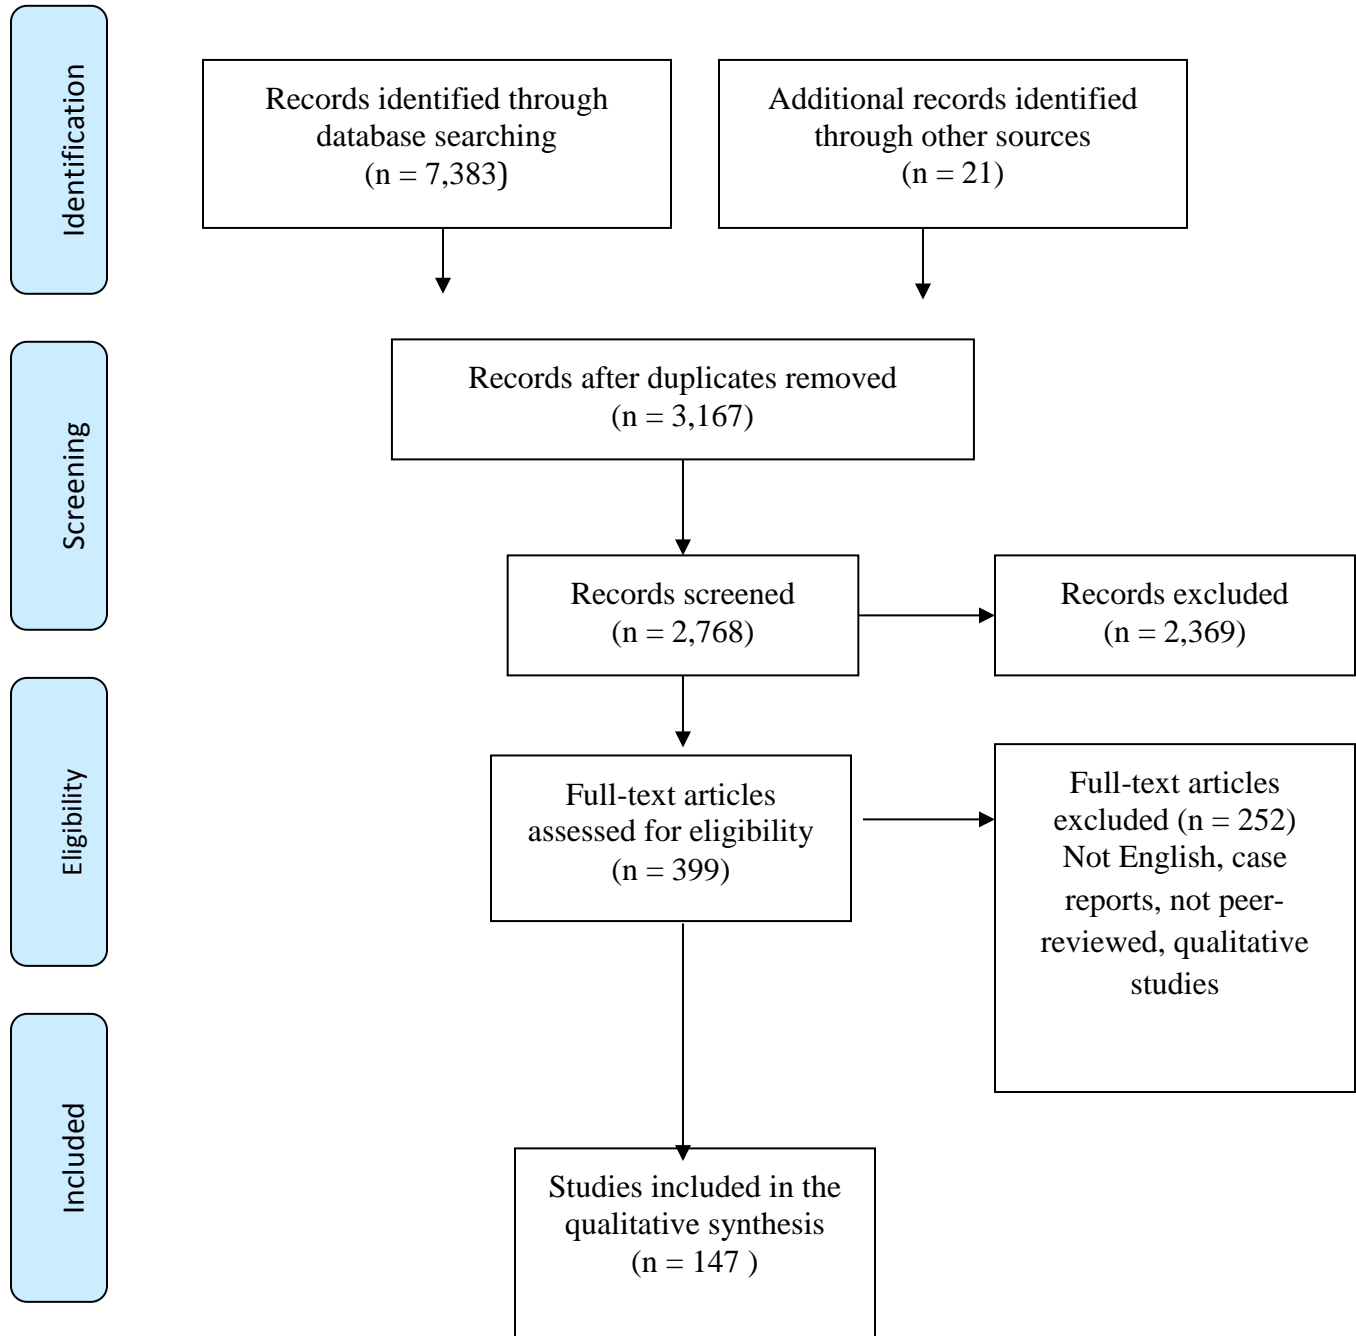 Identification
Records identified through
database searching
(n = 7,383)
Additional records identified
through other sources
(n = 21)
Screening
Records after duplicates removed
(n = 3,167)
Records screened
(n = 2,768)
Records excluded
(n = 2,369)
Eligibility
Full-text articles
assessed for eligibility
(n = 399)
Full-text articles
excluded (n = 252)
Not English, case
reports, not peer-
reviewed, qualitative
studies
Included
Studies included in the
qualitative synthesis
(n = 147 )